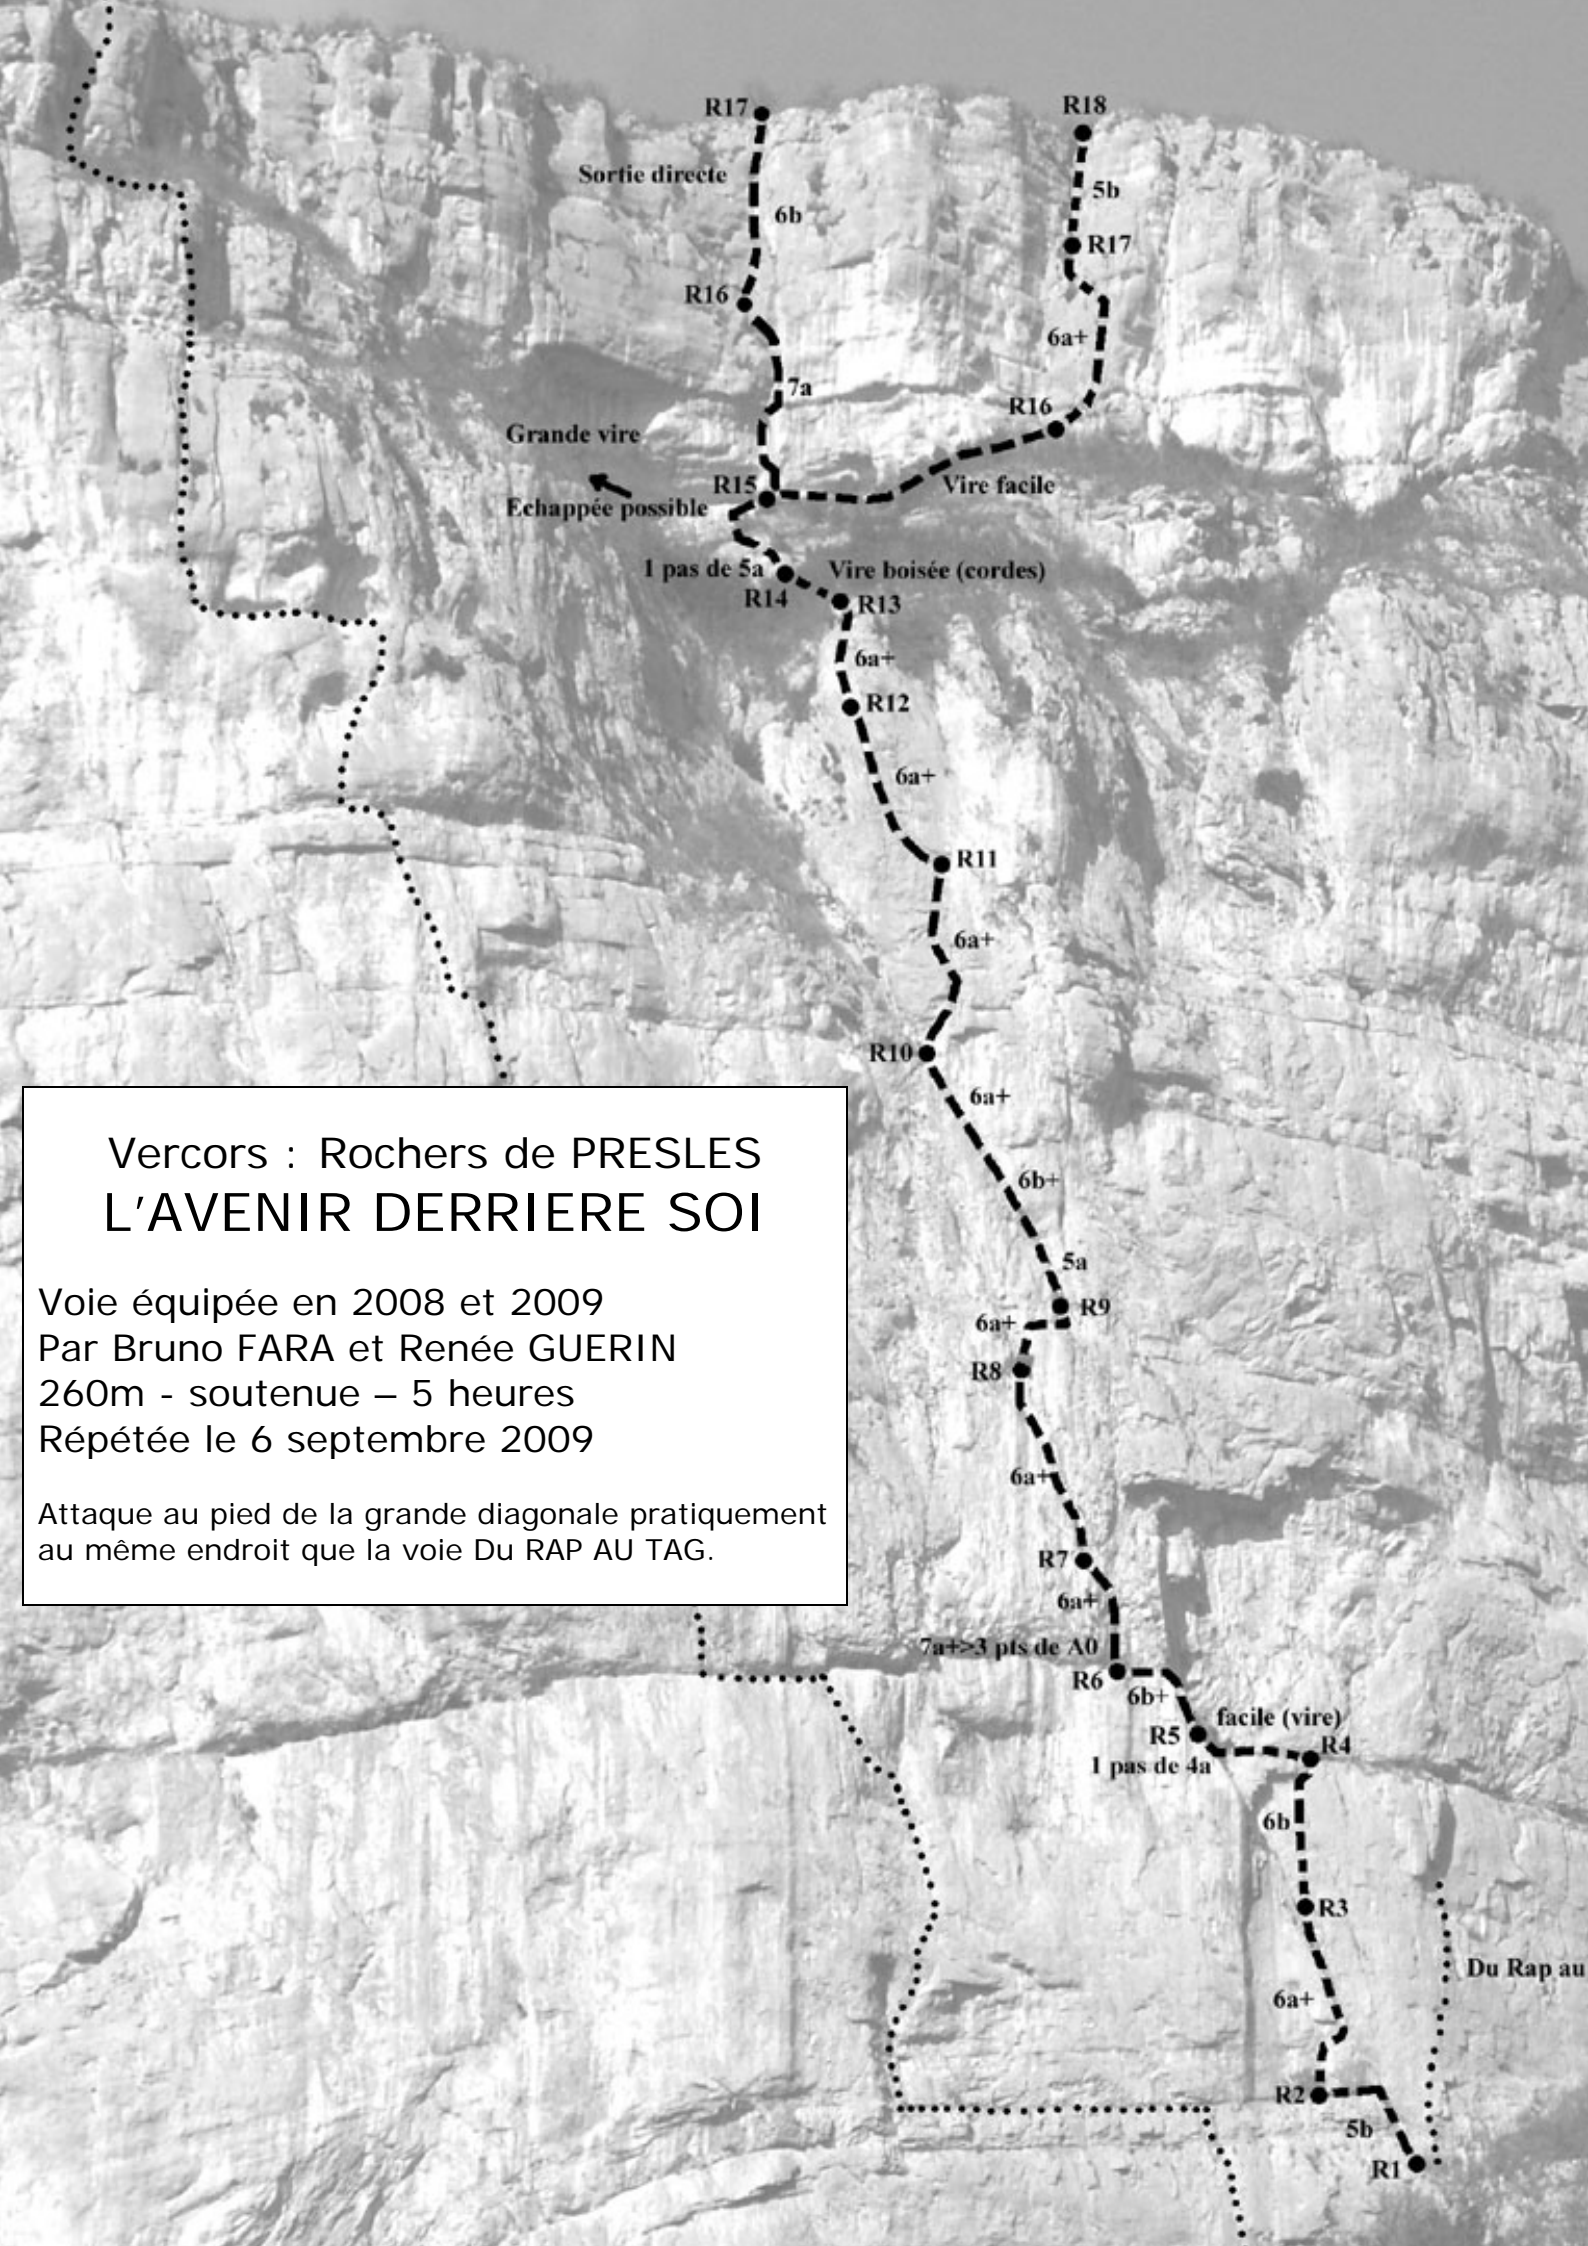 R17
R18
Sortie directe
5b
6b
R17
R16
6a+
7a
R16
Grande vire
R15
Vire facile
Echappée possible
1 pas de 5a
Vire boisée (cordes)
R14
R13
6a+
R12
6a+
R11
6a+
R10
6a+
Vercors : Rochers de PRESLES
L'AVENIR DERRIERE SOI
6b+
5a
Voie équipée en 2008 et 2009
R9
6a+
Par Bruno FARA et Renée GUERIN
R8
260m - soutenue – 5 heures
Répétée le 6 septembre 2009
6a+
Attaque au pied de la grande diagonale pratiquement
au même endroit que la voie Du RAP AU TAG.
R7
6a+
7a+>3 pts de A0
R6
6b+
facile (vire)
R5
R4
1 pas de 4a
6b
R3
Du Rap au
6a+
R2
5b
R1